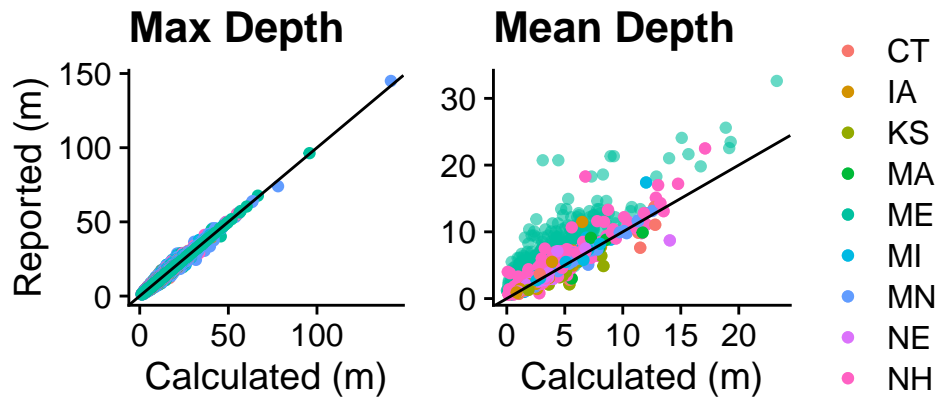 Max Depth
Mean Depth
Reported (m)
150
100
50
0
0
50
100
Calculated (m)
30
20
10
0
0
5
10
15
20
Calculated (m)
CT
IA
KS
MA
ME
MI
MN
NE
NH